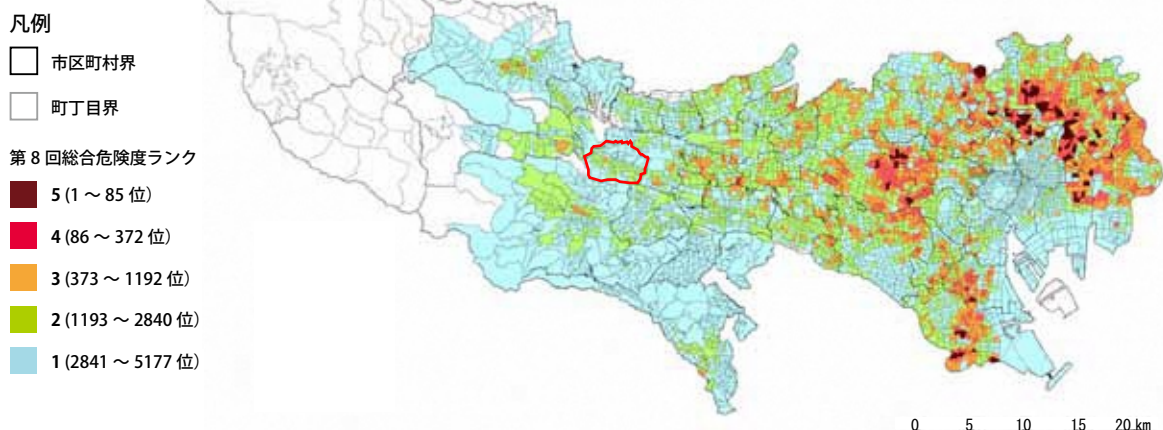 凡例
市区町村界
町丁目界
第 8 回総合危険度ランク
5 (1 ~ 85 位)
4 (86 ~ 372 位)
3 (373 ~ 1192 位)
2 (1193 ~ 2840 位)
1 (2841 ~ 5177 位)
0 5 10 15 20 km